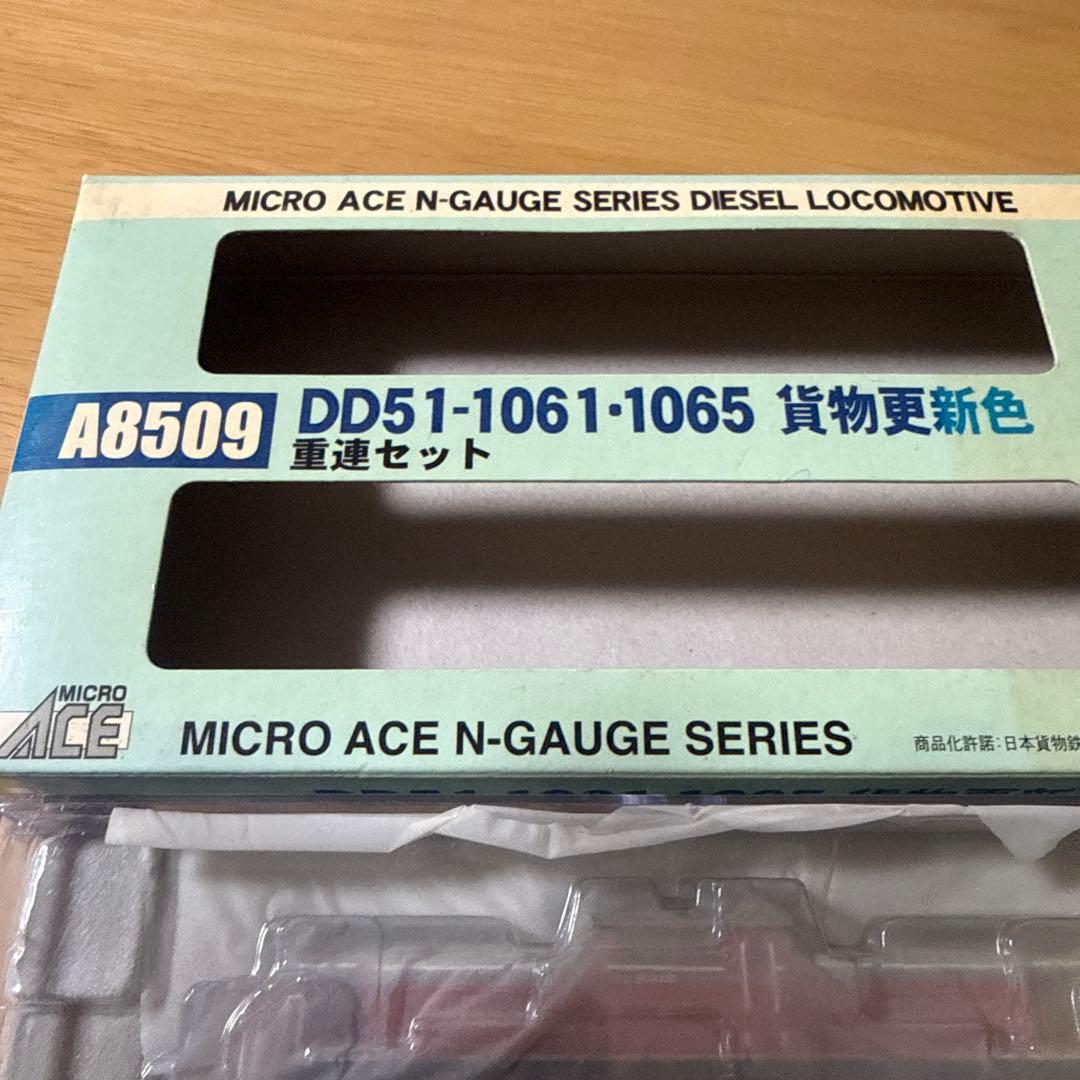 MICRO ACE N-GAUGE SERIES DIESEL LOCOMOTIVE
A8509
DD51-1061・1065 貨物更新色
重連セット
MICRO
ACE
MICRO ACE N-GAUGE SERIES
商品化許諾:日本貨物鉄